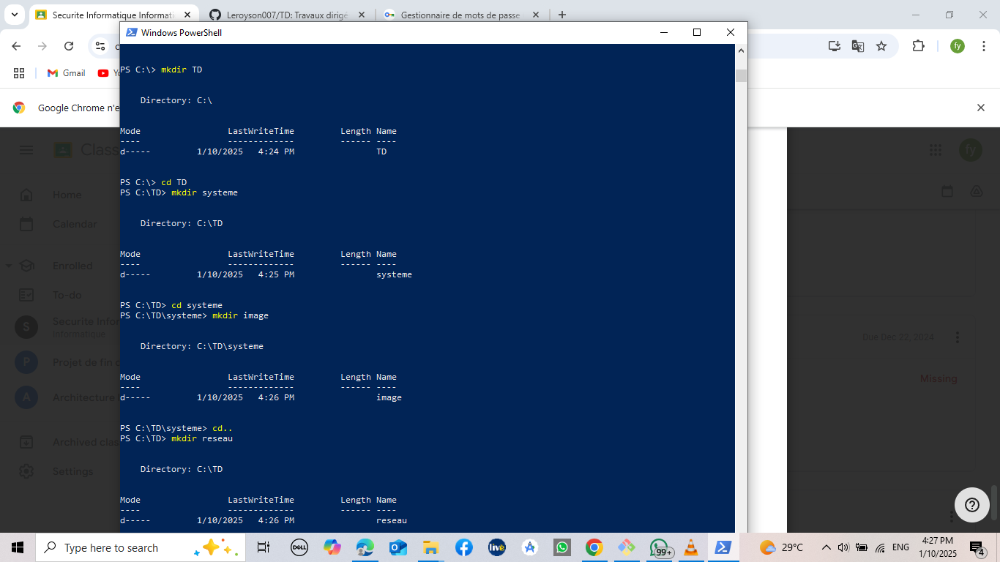 Securite Informatique Informati
Leroyson007/TD: Travaux dirigé
Gestionnaire de mots de passe
Windows PowerShell
fy
Gmail
Google Chrome n'e
PS C:\> mkdir TD
Directory: C:\
Mode LastWriteTime Length Name
---- ------------- ------ ----
d----- 1/10/2025 4:24 PM TD
PS C:\> cd TD
PS C:\TD> mkdir systeme
Directory: C:\TD
Mode LastWriteTime Length Name
---- ------------- ------ ----
d----- 1/10/2025 4:25 PM systeme
PS C:\TD> cd systeme
PS C:\TD\systeme> mkdir image
Directory: C:\TD\systeme
Mode LastWriteTime Length Name
---- ------------- ------ ----
d----- 1/10/2025 4:26 PM image
PS C:\TD\systeme> cd..
PS C:\TD> mkdir reseau
Directory: C:\TD
Mode LastWriteTime Length Name
---- ------------- ------ ----
d----- 1/10/2025 4:26 PM reseau
Class
fy
Home
Calendar
Enrolled
To-do
S
Securite Infor
Informatique
P
Projet de fin d
A
Architecture
Archived clas
Settings
Due Dec 22, 2024
Missing
Type here to search
DELL
live
99+
29°C
ENG
4:27 PM
1/10/2025
4